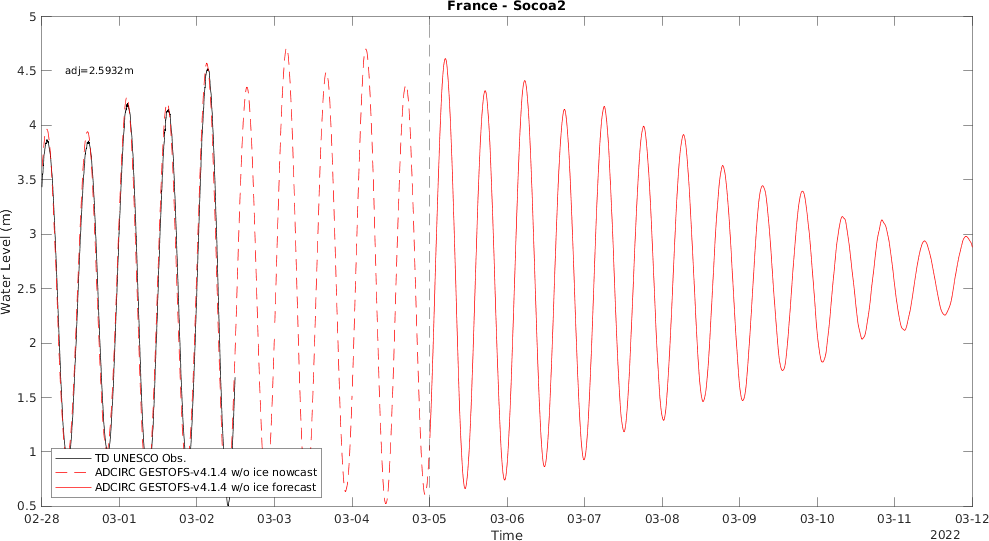 France - Socoa2
adj=2.5932m
Water Level (m)
5
4.5
4
3.5
3
2.5
2
1.5
1
0.5
TD UNESCO Obs.
ADCIRC GESTOFS-v4.1.4 w/o ice nowcast
ADCIRC GESTOFS-v4.1.4 w/o ice forecast
02-28 03-01 03-02 03-03 03-04 03-05 03-06 03-07 03-08 03-09 03-10 03-11 03-12
Time
2022